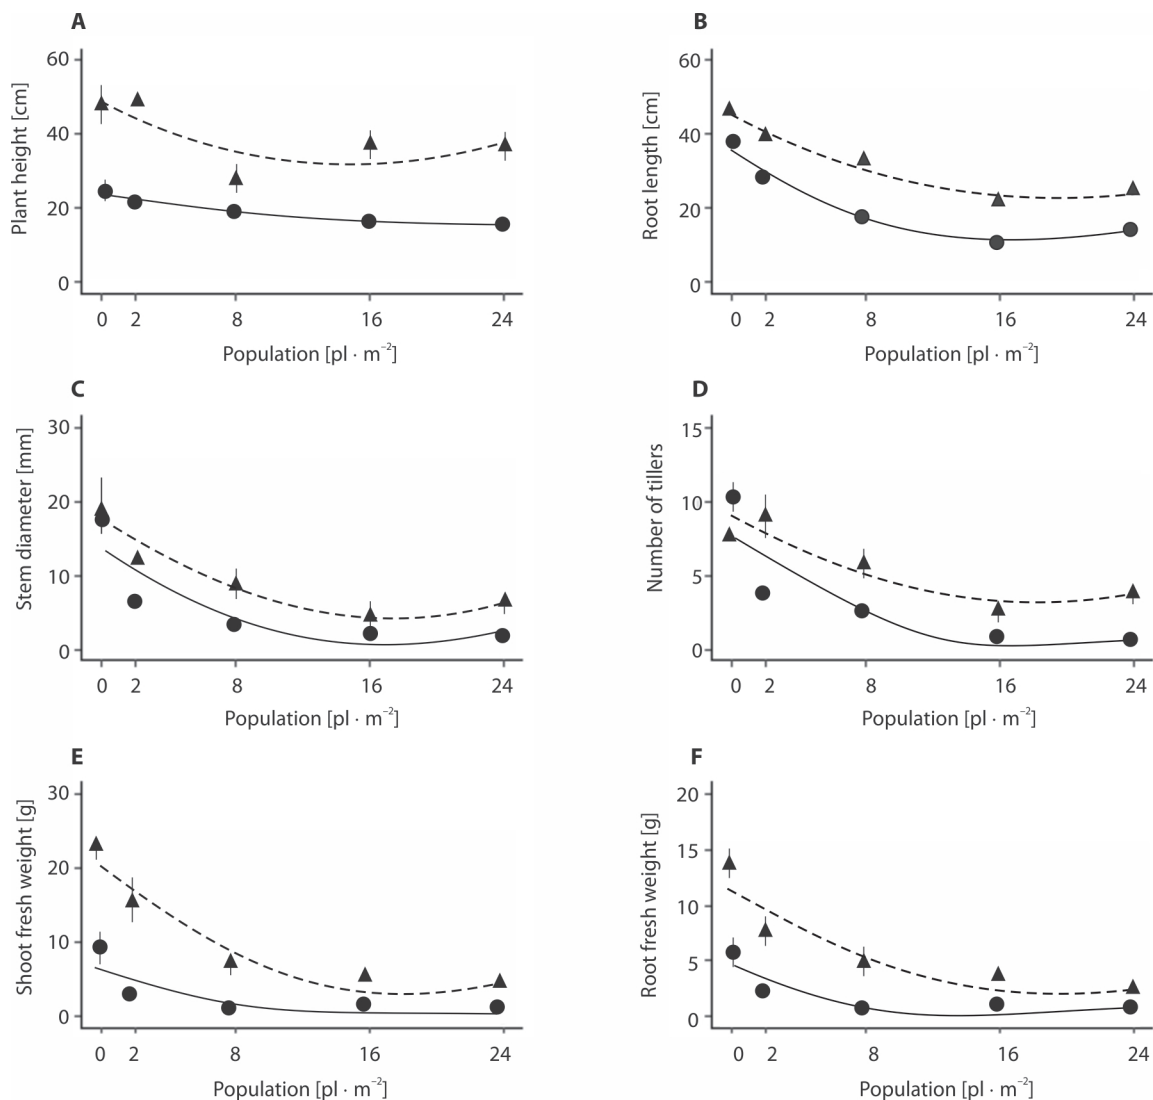 A
Plant height [cm]
60
40
20
0
0 2 8 16 24
Population [pl · m⁻²]
B
Root length [cm]
60
40
20
0
0 2 8 16 24
Population [pl · m⁻²]
C
Stem diameter [mm]
30
20
10
0
0 2 8 16 24
Population [pl · m⁻²]
D
Number of tillers
15
10
5
0
0 2 8 16 24
Population [pl · m⁻²]
E
Shoot fresh weight [g]
30
20
10
0
0 2 8 16 24
Population [pl · m⁻²]
F
Root fresh weight [g]
20
15
10
5
0
0 2 8 16 24
Population [pl · m⁻²]